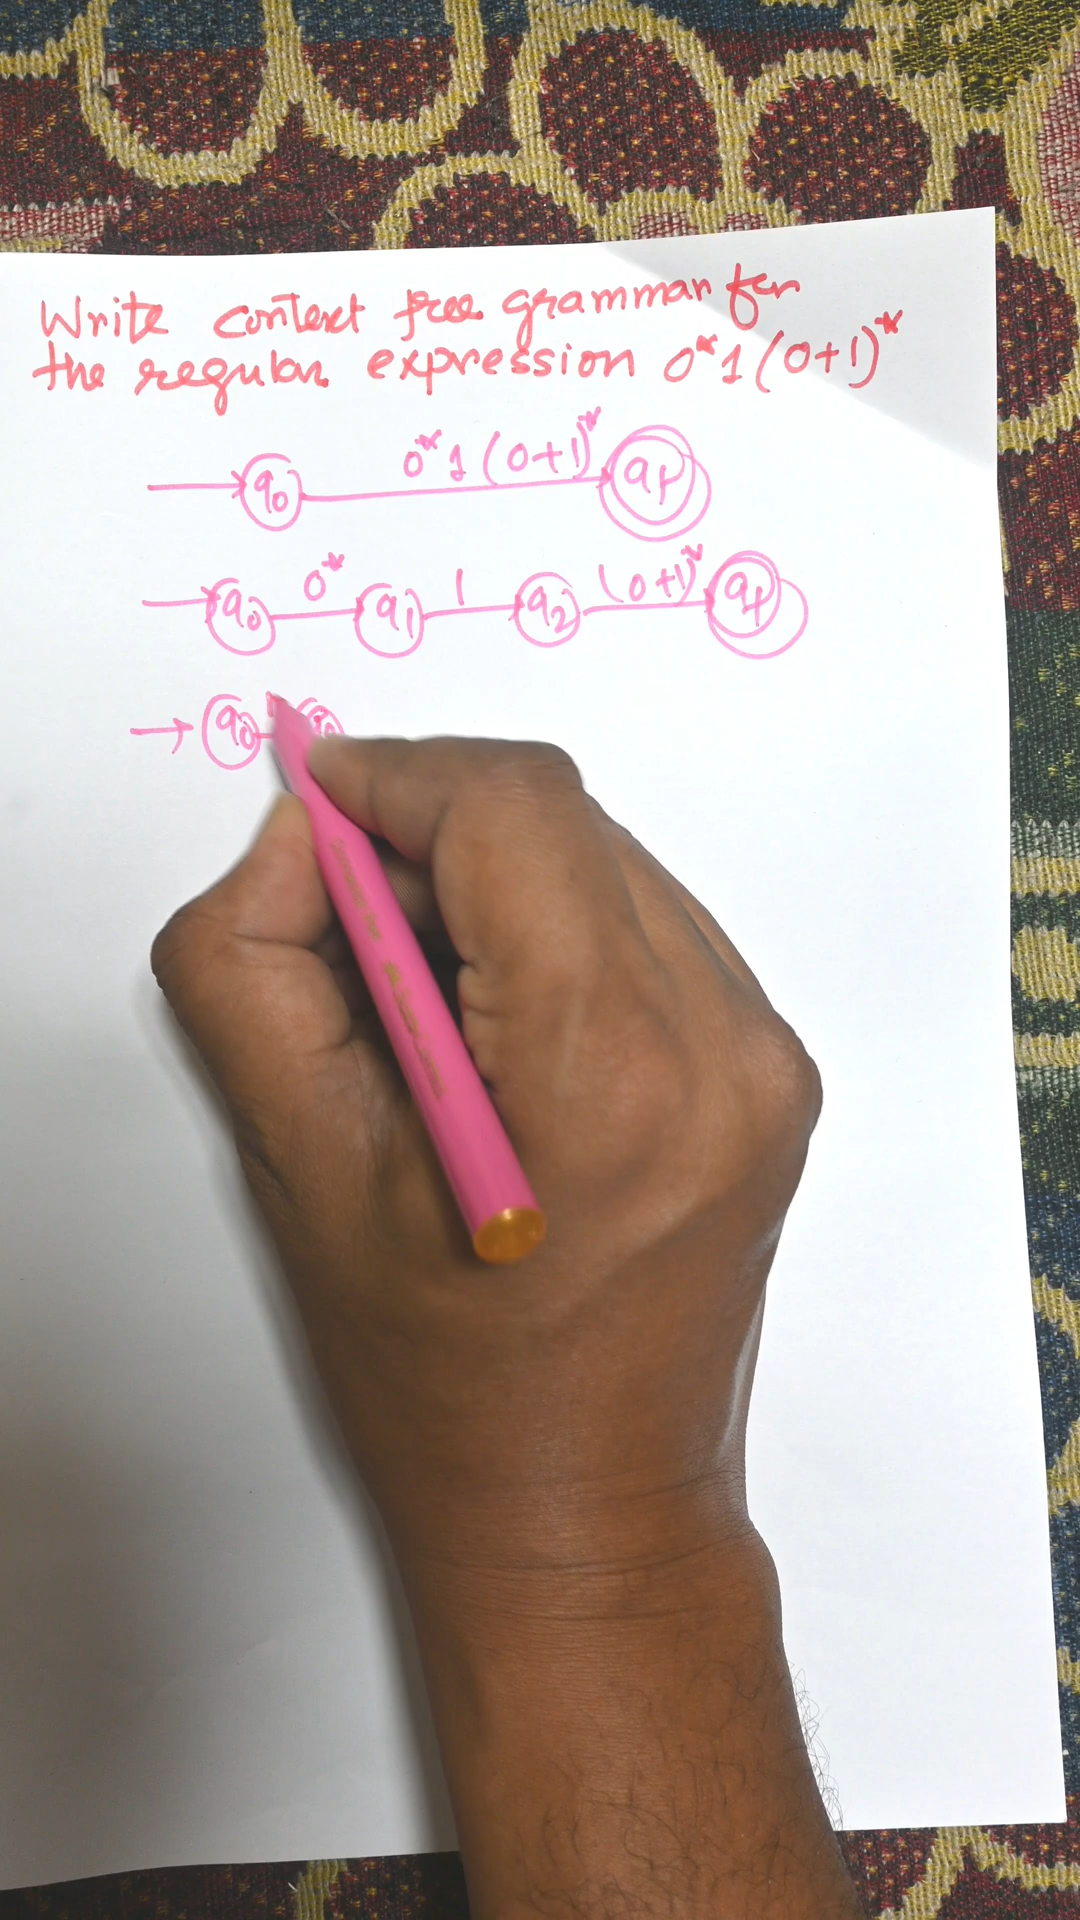 Write context free grammar for
the regular expression 0*1(0+1)*
q0 0*1(0+1)* qf
q0 0* q1 1 q2 (0+1)* qf
q0